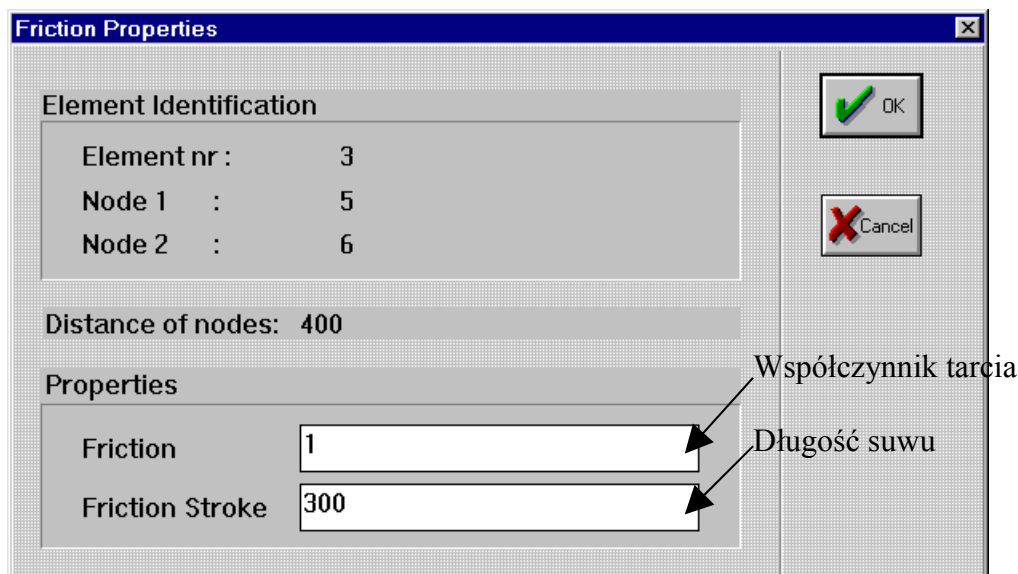 Friction Properties
Element Identification
OK
Element nr : 3
Node 1 : 5
Cancel
Node 2 : 6
Distance of nodes: 400
Współczynnik tarcia
Properties
Friction 1
Długość suwu
Friction Stroke 300